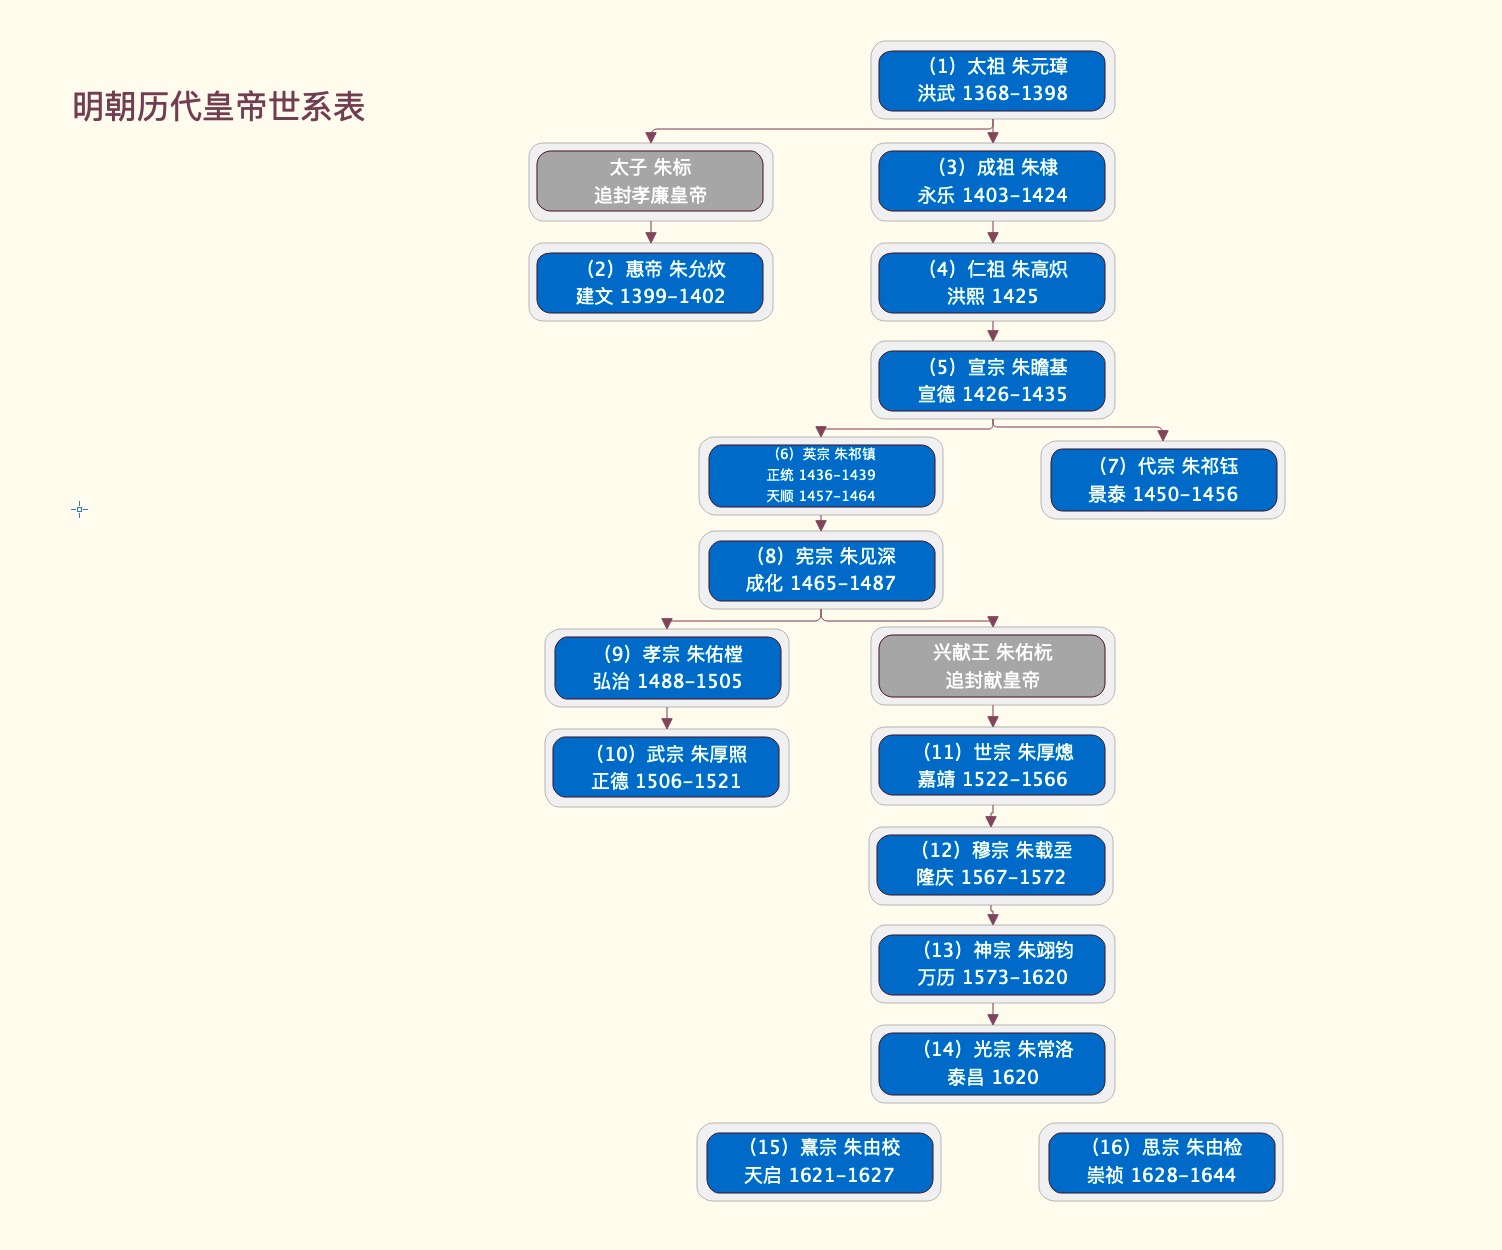 明朝历代皇帝世系表
（1）太祖 朱元璋
洪武 1368-1398
太子 朱标
追封孝廉皇帝
（3）成祖 朱棣
永乐 1403-1424
（2）惠帝 朱允炆
建文 1399-1402
（4）仁祖 朱高炽
洪熙 1425
（5）宣宗 朱瞻基
宣德 1426-1435
（6）英宗 朱祁镇
正统 1436-1439
天顺 1457-1464
（7）代宗 朱祁钰
景泰 1450-1456
（8）宪宗 朱见深
成化 1465-1487
（9）孝宗 朱佑樘
弘治 1488-1505
兴献王 朱佑杬
追封献皇帝
（10）武宗 朱厚照
正德 1506-1521
（11）世宗 朱厚熜
嘉靖 1522-1566
（12）穆宗 朱载坖
隆庆 1567-1572
（13）神宗 朱翊钧
万历 1573-1620
（14）光宗 朱常洛
泰昌 1620
（15）熹宗 朱由校
天启 1621-1627
（16）思宗 朱由检
崇祯 1628-1644